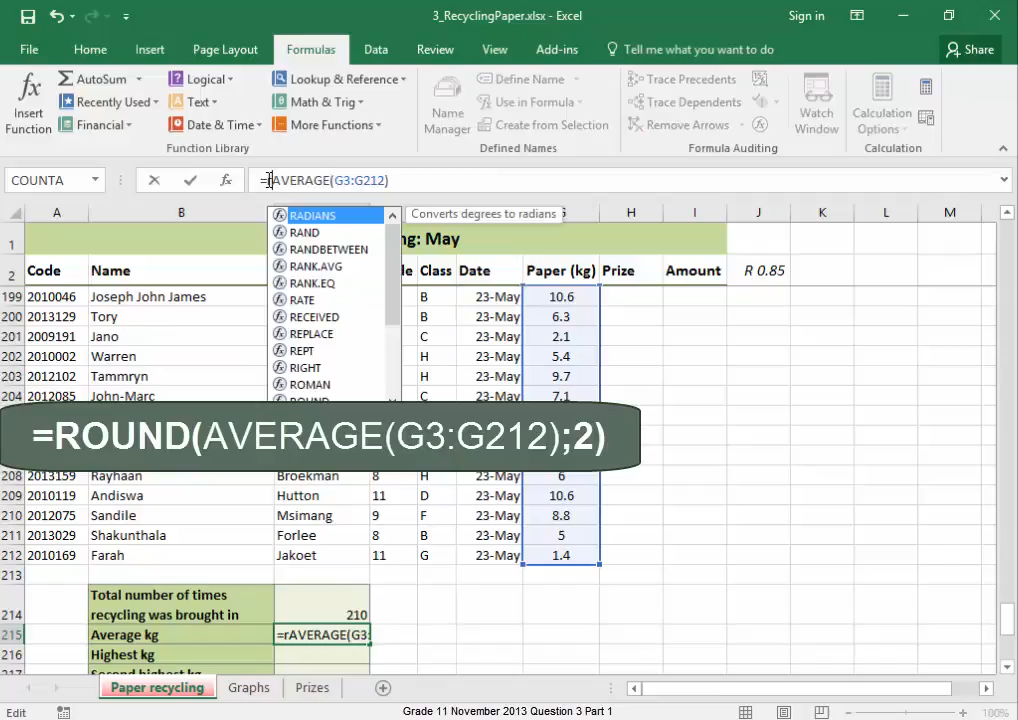 3_RecyclingPaper.xlsx - Excel
Sign in
File Home Insert Page Layout Formulas Data Review View Add-ins Tell me what you want to do Share
fx Insert Function
Σ AutoSum
Recently Used
Financial
Logical
Text
Date & Time
Lookup & Reference
Math & Trig
More Functions
Function Library
Name Manager
Define Name
Use in Formula
Create from Selection
Defined Names
Trace Precedents
Trace Dependents
Remove Arrows
Formula Auditing
Watch Window
Calculation Options
Calculation
COUNTA fx =rAVERAGE(G3:G212)
A B H I J K L M
RADIANS
RAND
RANDBETWEEN
RANK.AVG
RANK.EQ
RATE
RECEIVED
REPLACE
REPT
RIGHT
ROMAN
Converts degrees to radians
1 ng: May
2 Code Name de Class Date Paper (kg) Prize Amount R 0.85
199 2010046 Joseph John James B 23-May 10.6
200 2013129 Tory B 23-May 6.3
201 2009191 Jano C 23-May 2.1
202 2010002 Warren H 23-May 5.4
203 2012102 Tammryn H 23-May 9.7
204 2012085 John-Marc C 23-May 7.1
=ROUND(AVERAGE(G3:G212);2)
208 2013159 Rayhaan Broekman 8 H 23-May 6
209 2010119 Andiswa Hutton 11 D 23-May 10.6
210 2012075 Sandile Msimang 9 F 23-May 8.8
211 2013029 Shakunthala Forlee 8 B 23-May 5
212 2010169 Farah Jakoet 11 G 23-May 1.4
213
Total number of times
214 recycling was brought in 210
215 Average kg =rAVERAGE(G3:
216 Highest kg
217 Second highest kg
Paper recycling Graphs Prizes
Edit Grade 11 November 2013 Question 3 Part 1 100%